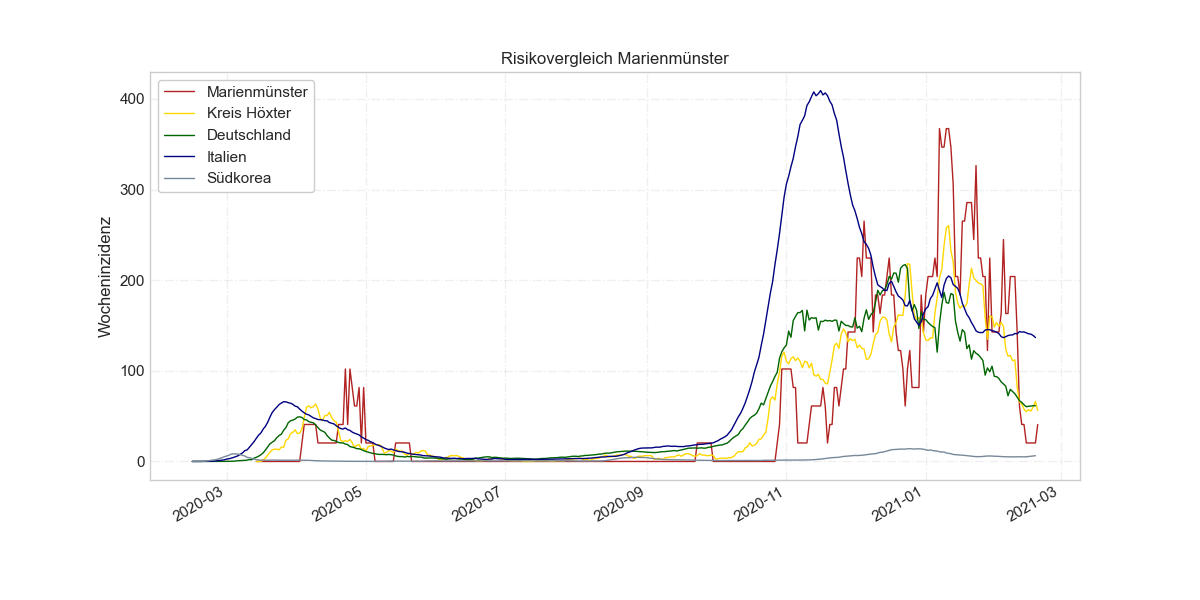 Risikovergleich Marienmünster
Marienmünster
Kreis Höxter
Deutschland
Italien
Südkorea
Wocheninzidenz
400
300
200
100
0
2020-03
2020-05
2020-07
2020-09
2020-11
2021-01
2021-03